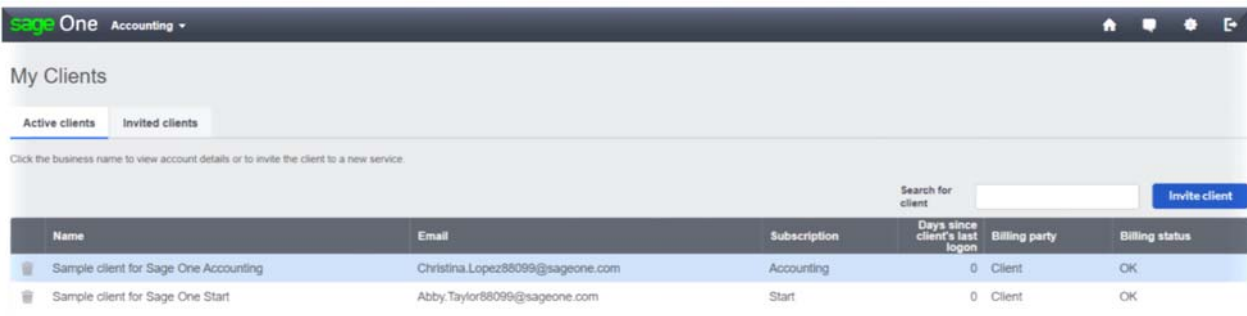 sage One Accounting
My Clients
Active clients Invited clients
Click the business name to view account details or to invite the client to a new service.
Search for
client
Invite client
Name Email Subscription Days since client's last logon Billing party Billing status
Sample client for Sage One Accounting Christina.Lopez88099@sageone.com Accounting 0 Client OK
Sample client for Sage One Start Abby.Taylor88099@sageone.com Start 0 Client OK